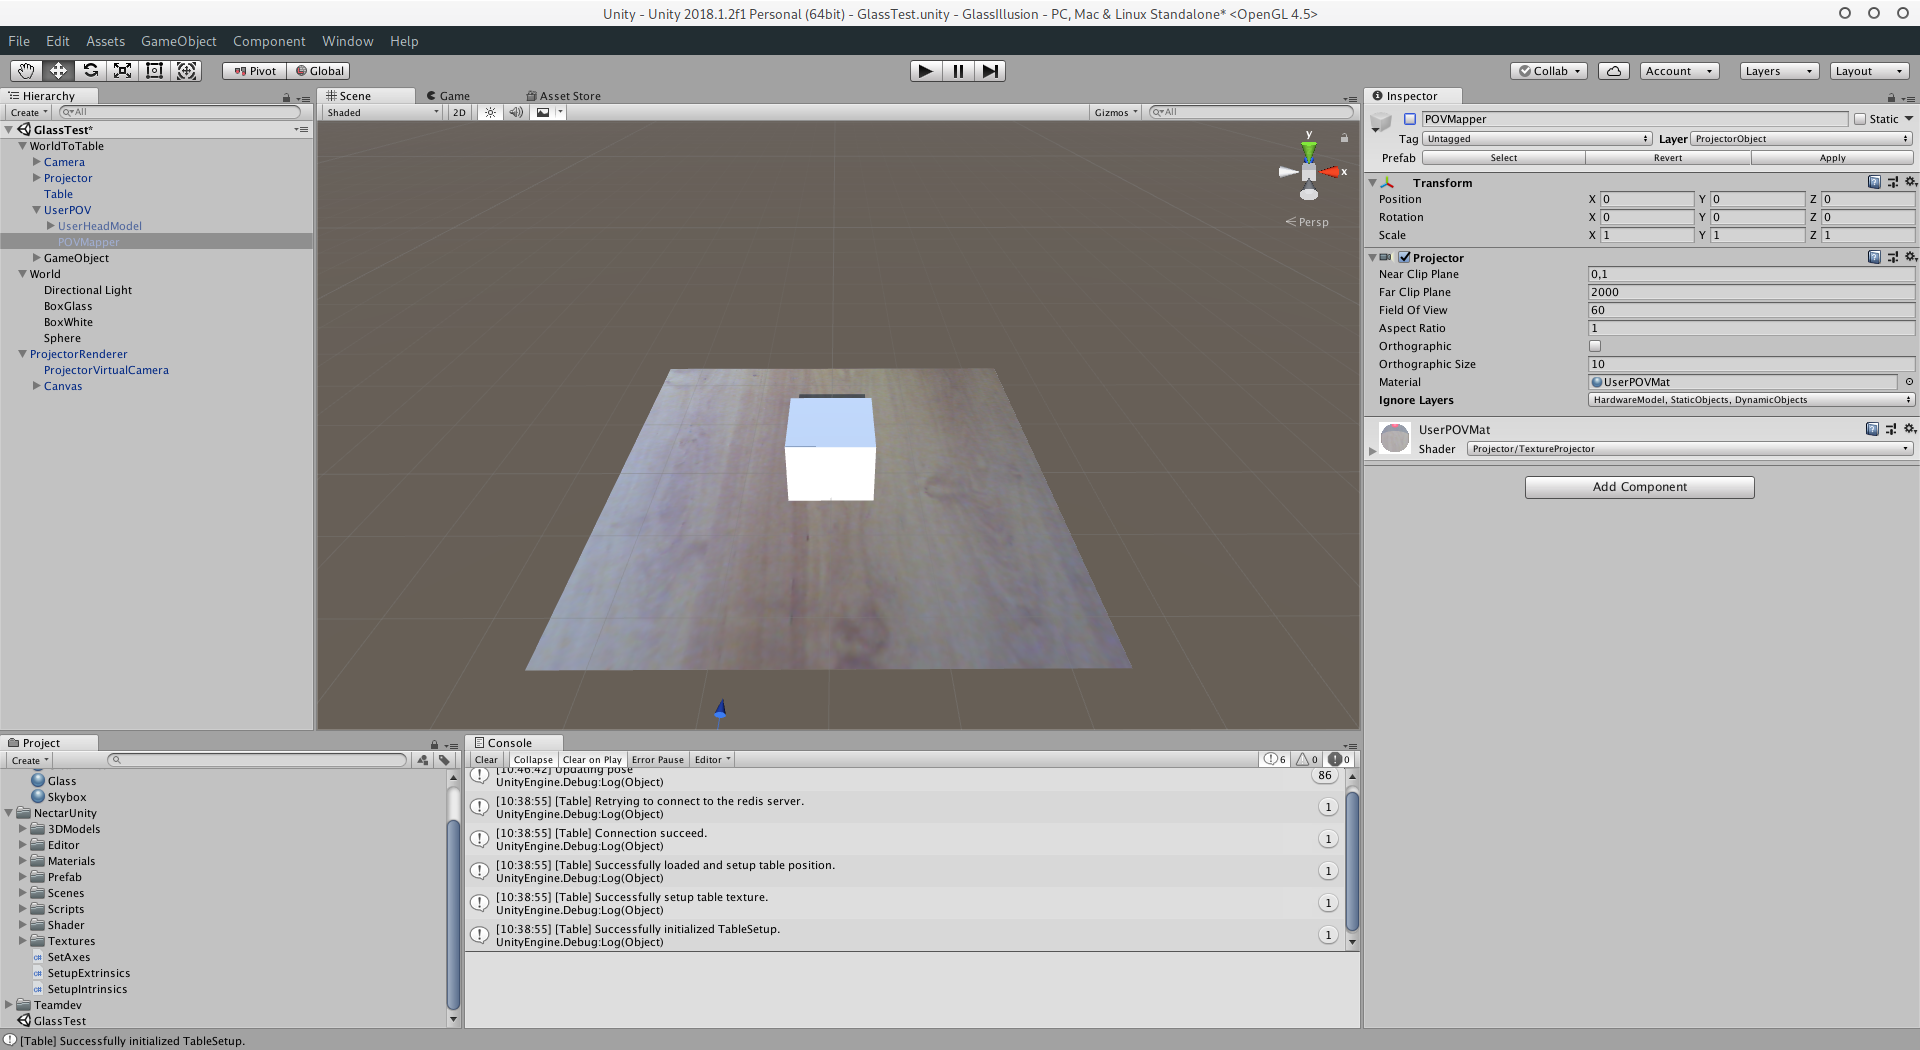 Unity - Unity 2018.1.2f1 Personal (64bit) - GlassTest.unity - GlassIllusion - PC, Mac & Linux Standalone* <OpenGL 4.5>
File Edit Assets GameObject Component Window Help
Pivot Global Collab Account Layers Layout
Hierarchy
Create All
GlassTest*
WorldToTable
Camera
Projector
Table
UserPOV
UserHeadModel
POVMapper
GameObject
World
Directional Light
BoxGlass
BoxWhite
Sphere
ProjectorRenderer
ProjectorVirtualCamera
Canvas
Scene Game Asset Store
Shaded 2D Gizmos All
y
x
Persp
Inspector
POVMapper Static
Tag Untagged Layer ProjectorObject
Prefab Select Revert Apply
Transform
Position X 0 Y 0 Z 0
Rotation X 0 Y 0 Z 0
Scale X 1 Y 1 Z 1
Projector
Near Clip Plane 0,1
Far Clip Plane 2000
Field Of View 60
Aspect Ratio 1
Orthographic
Orthographic Size 10
Material UserPOVMat
Ignore Layers HardwareModel, StaticObjects, DynamicObjects
UserPOVMat
Shader Projector/TextureProjector
Add Component
Project
Create
Glass
Skybox
NectarUnity
3DModels
Editor
Materials
Prefab
Scenes
Scripts
Shader
Textures
SetAxes
SetupExtrinsics
SetupIntrinsics
Teamdev
GlassTest
Console
Clear Collapse Clear on Play Error Pause Editor 6 0 0
[10:46:42] Updating pose 86
UnityEngine.Debug:Log(Object)
[10:38:55] [Table] Retrying to connect to the redis server. 1
UnityEngine.Debug:Log(Object)
[10:38:55] [Table] Connection succeed. 1
UnityEngine.Debug:Log(Object)
[10:38:55] [Table] Successfully loaded and setup table position. 1
UnityEngine.Debug:Log(Object)
[10:38:55] [Table] Successfully setup table texture. 1
UnityEngine.Debug:Log(Object)
[10:38:55] [Table] Successfully initialized TableSetup. 1
UnityEngine.Debug:Log(Object)
[Table] Successfully initialized TableSetup.